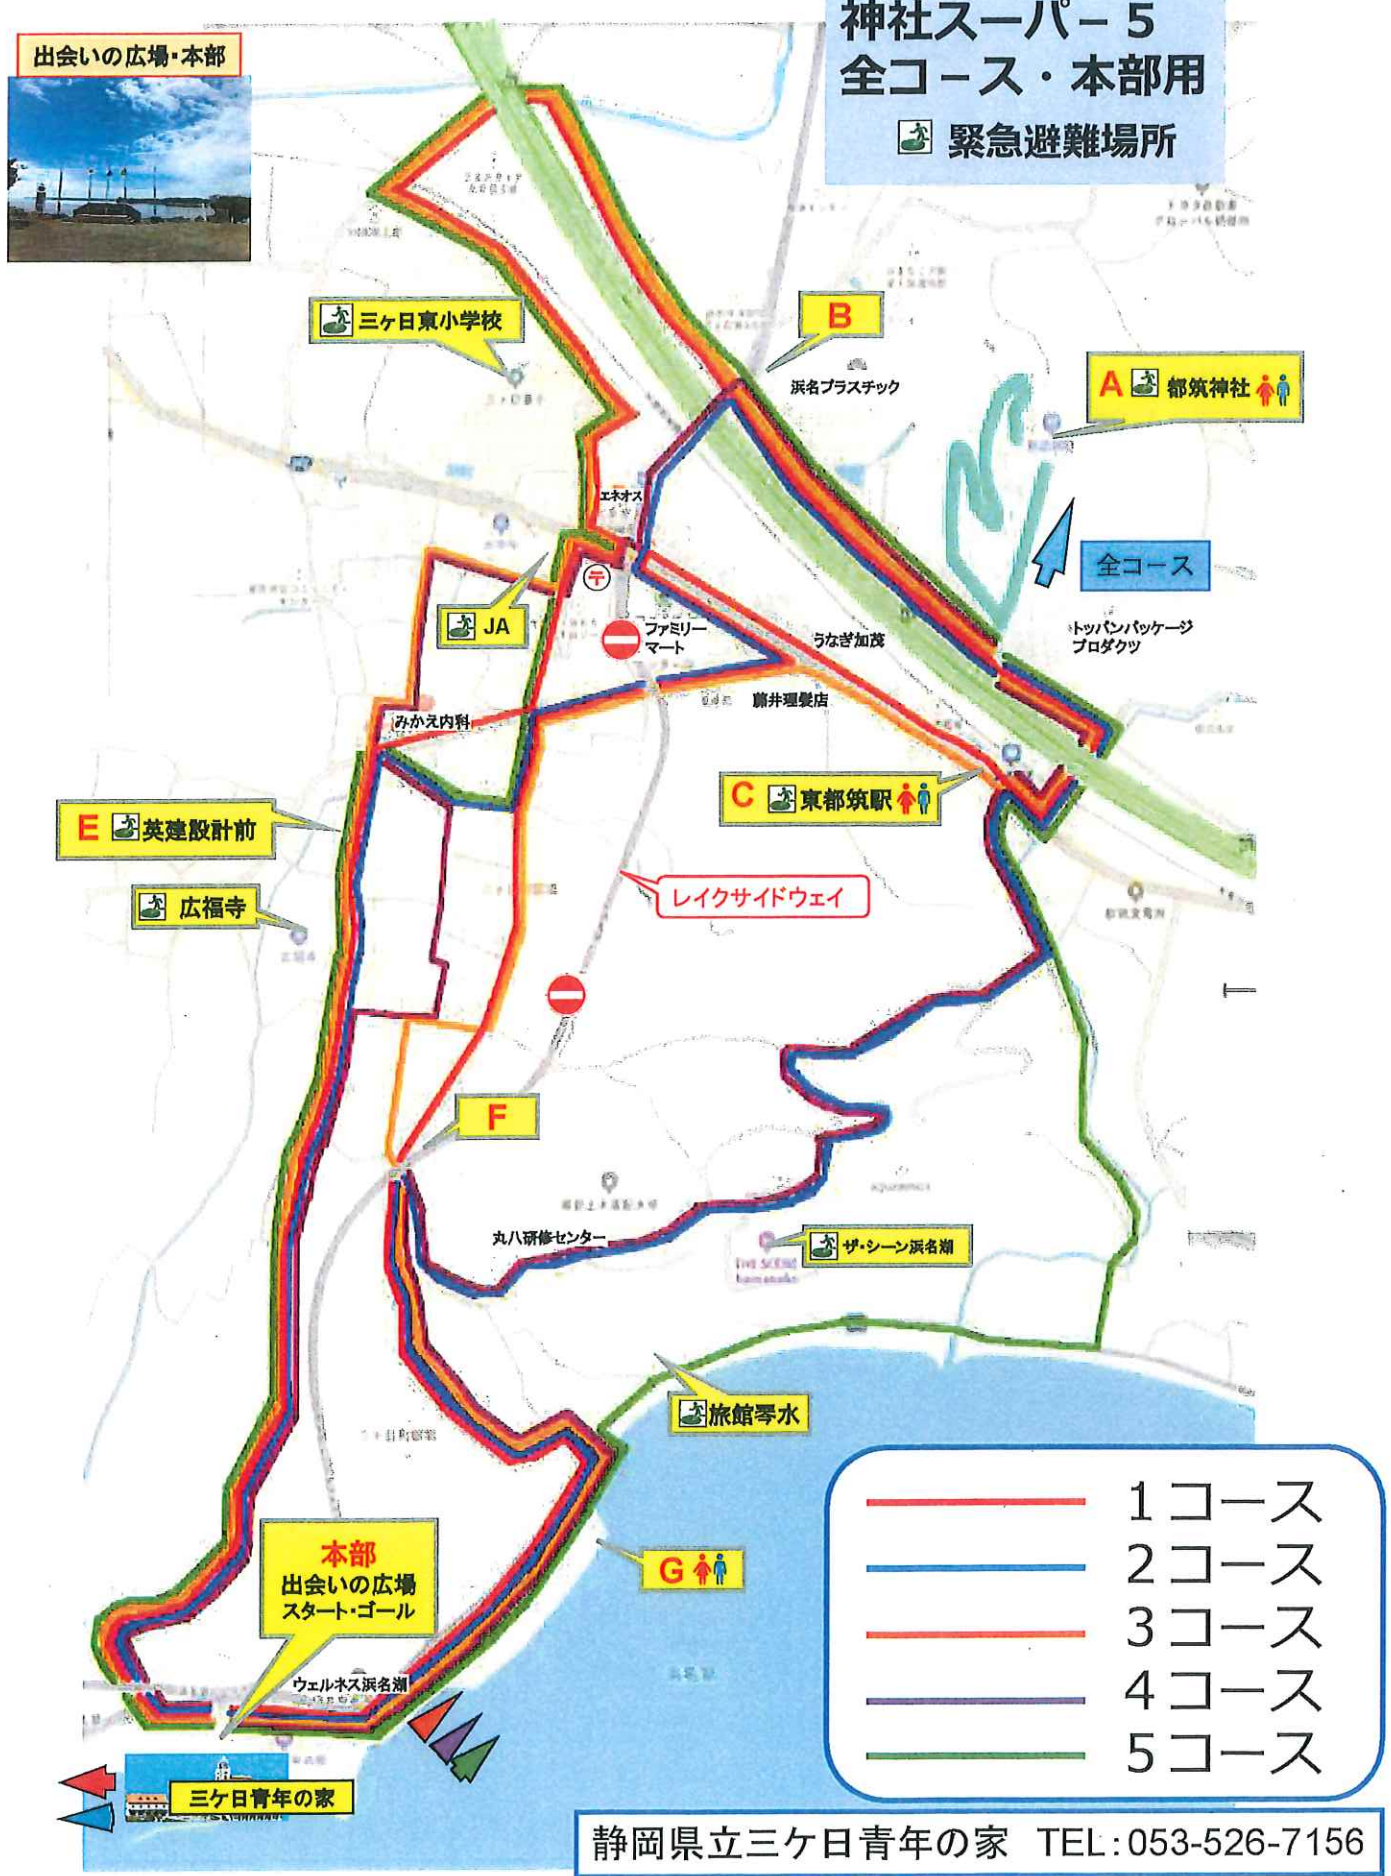 神社スーパー5
全コース・本部用
緊急避難場所
出会いの広場・本部
三ヶ日東小学校
B
浜名プラスチック
A 都筑神社
エネオス
全コース
〒
JA
ファミリー
マート
うなぎ加茂
トッパンパッケージ
プロダクツ
藤井理髪店
みかえ内科
C 東都筑駅
E 英建設計前
レイクサイドウェイ
広福寺
F
丸八研修センター
ザ・シーン浜名湖
旅館琴水
G
本部
出会いの広場
スタート・ゴール
ウェルネス浜名湖
三ケ日青年の家
1コース
2コース
3コース
4コース
5コース
静岡県立三ケ日青年の家 TEL:053-526-7156